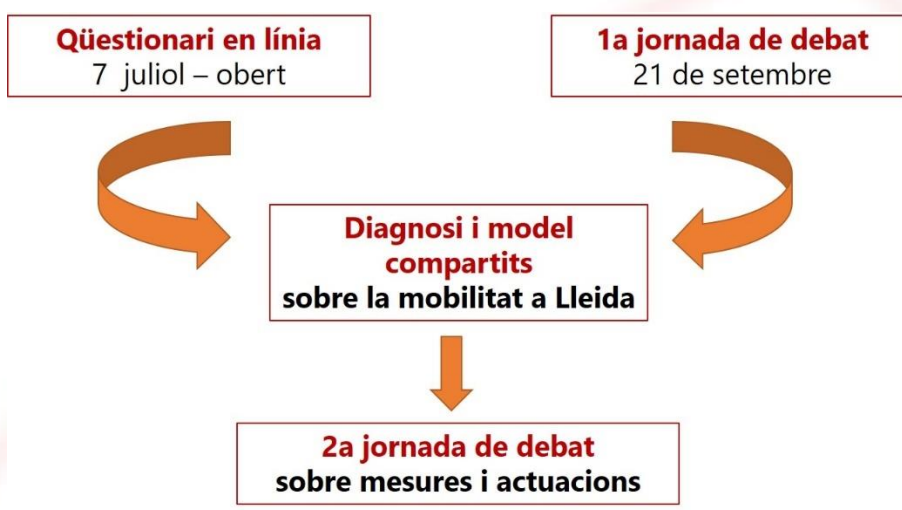 Qüestionari en línia
7 juliol – obert
1a jornada de debat
21 de setembre
Diagnosi i model
compartits
sobre la mobilitat a Lleida
2a jornada de debat
sobre mesures i actuacions